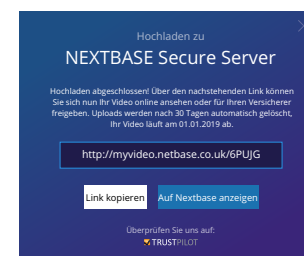 Hochladen zu
NEXTBASE Secure Server
Hochladen abgeschlossen! Über den nachstehenden Link können
Sie sich nun Ihr Video online ansehen oder für Ihren Versicherer
freigeben. Uploads werden nach 30 Tagen automatisch gelöscht,
Ihr Video läuft am 01.01.2019 ab.
http://myvideo.netbase.co.uk/6PUJG
Link kopieren Auf Nextbase anzeigen
Überprüfen Sie uns auf:
TRUSTPILOT